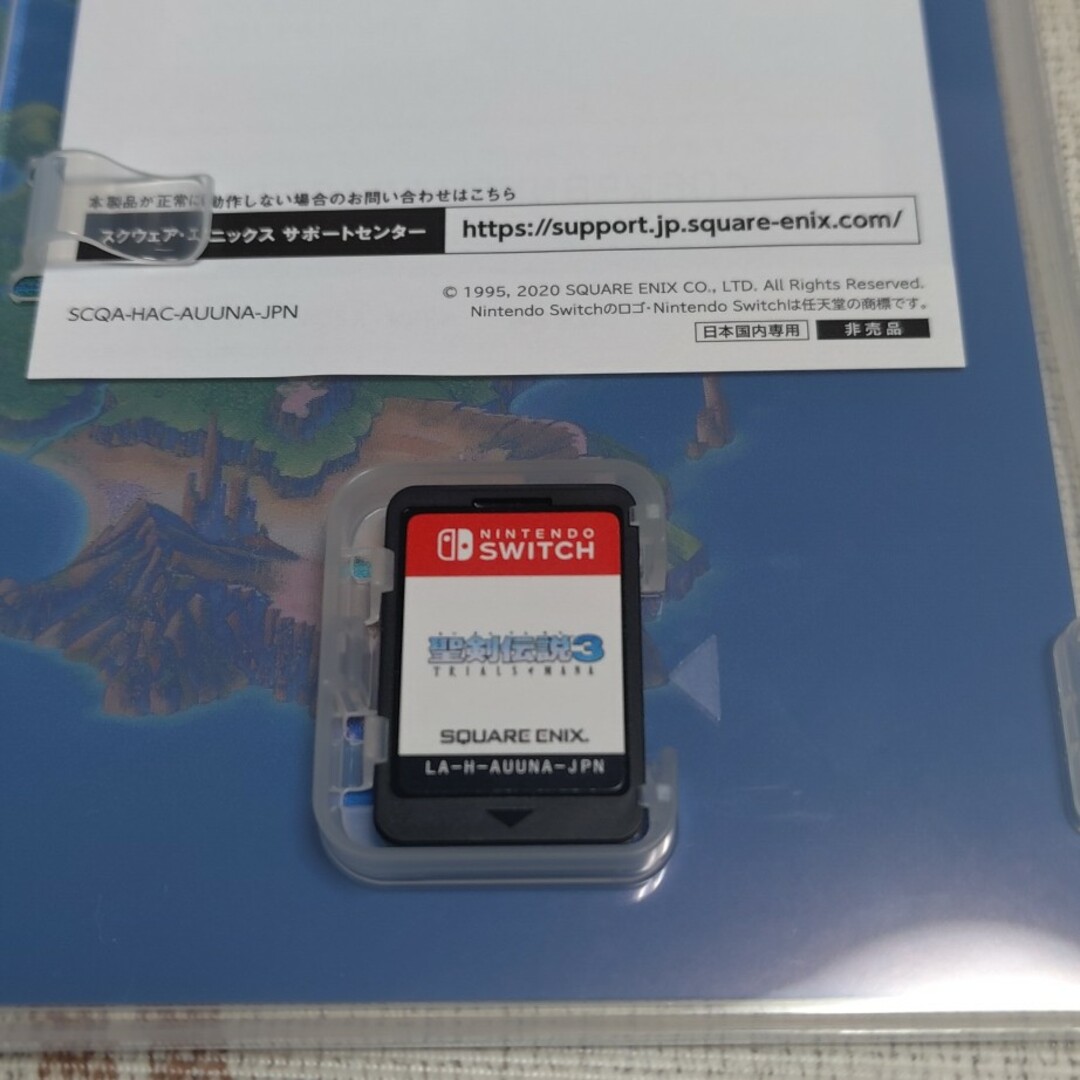 本製品が正常に動作しない場合のお問い合わせはこちら
スクウェア・エニックス サポートセンター https://support.jp.square-enix.com/
© 1995, 2020 SQUARE ENIX CO., LTD. All Rights Reserved.
SCQA-HAC-AUUNA-JPN
Nintendo Switchのロゴ・Nintendo Switchは任天堂の商標です。
日本国内専用 非売品
NINTENDO
SWITCH
聖剣伝説3
TRIALS of MANA
SQUARE ENIX.
LA-H-AUUNA-JPN